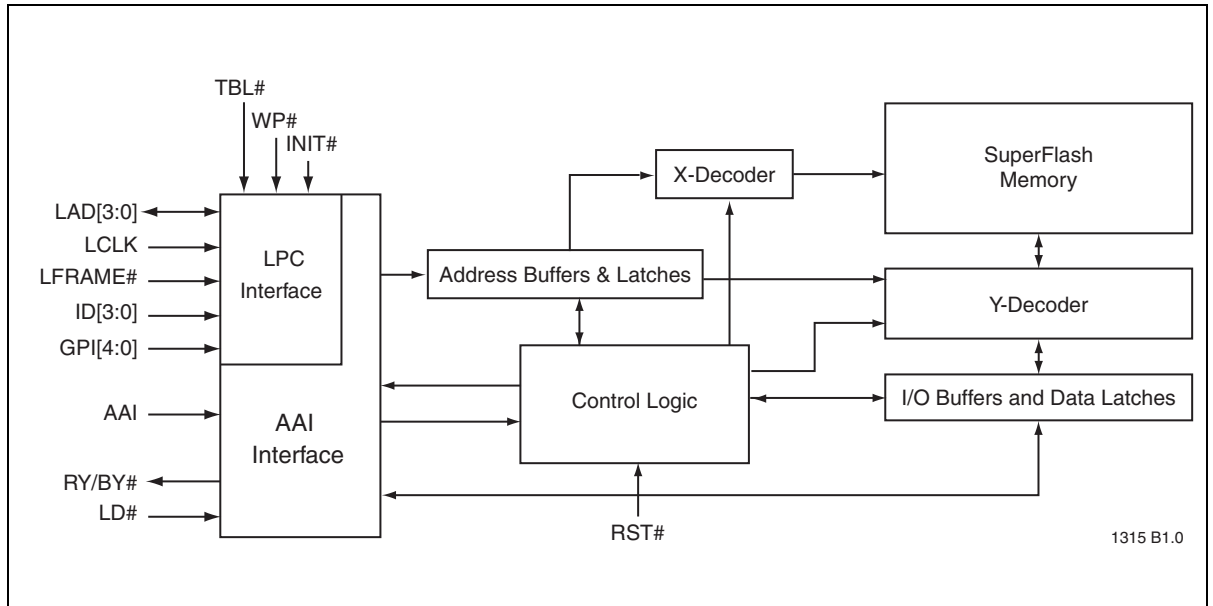 TBL#
WP#
INIT#
LAD[3:0]
LCLK
LFRAME#
ID[3:0]
GPI[4:0]
AAI
RY/BY#
LD#
LPC
Interface
AAI
Interface
Address Buffers & Latches
X-Decoder
SuperFlash
Memory
Y-Decoder
Control Logic
I/O Buffers and Data Latches
RST#
1315 B1.0